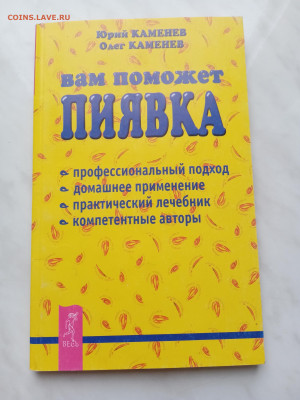 COINS.LAVE.RU
Юрий КАМЕНЕВ
Олег КАМЕНЕВ
вам поможет
ПИЯВКА
профессиональный подход
домашнее применение
практический лечебник
компетентные авторы
ВЕСЬ